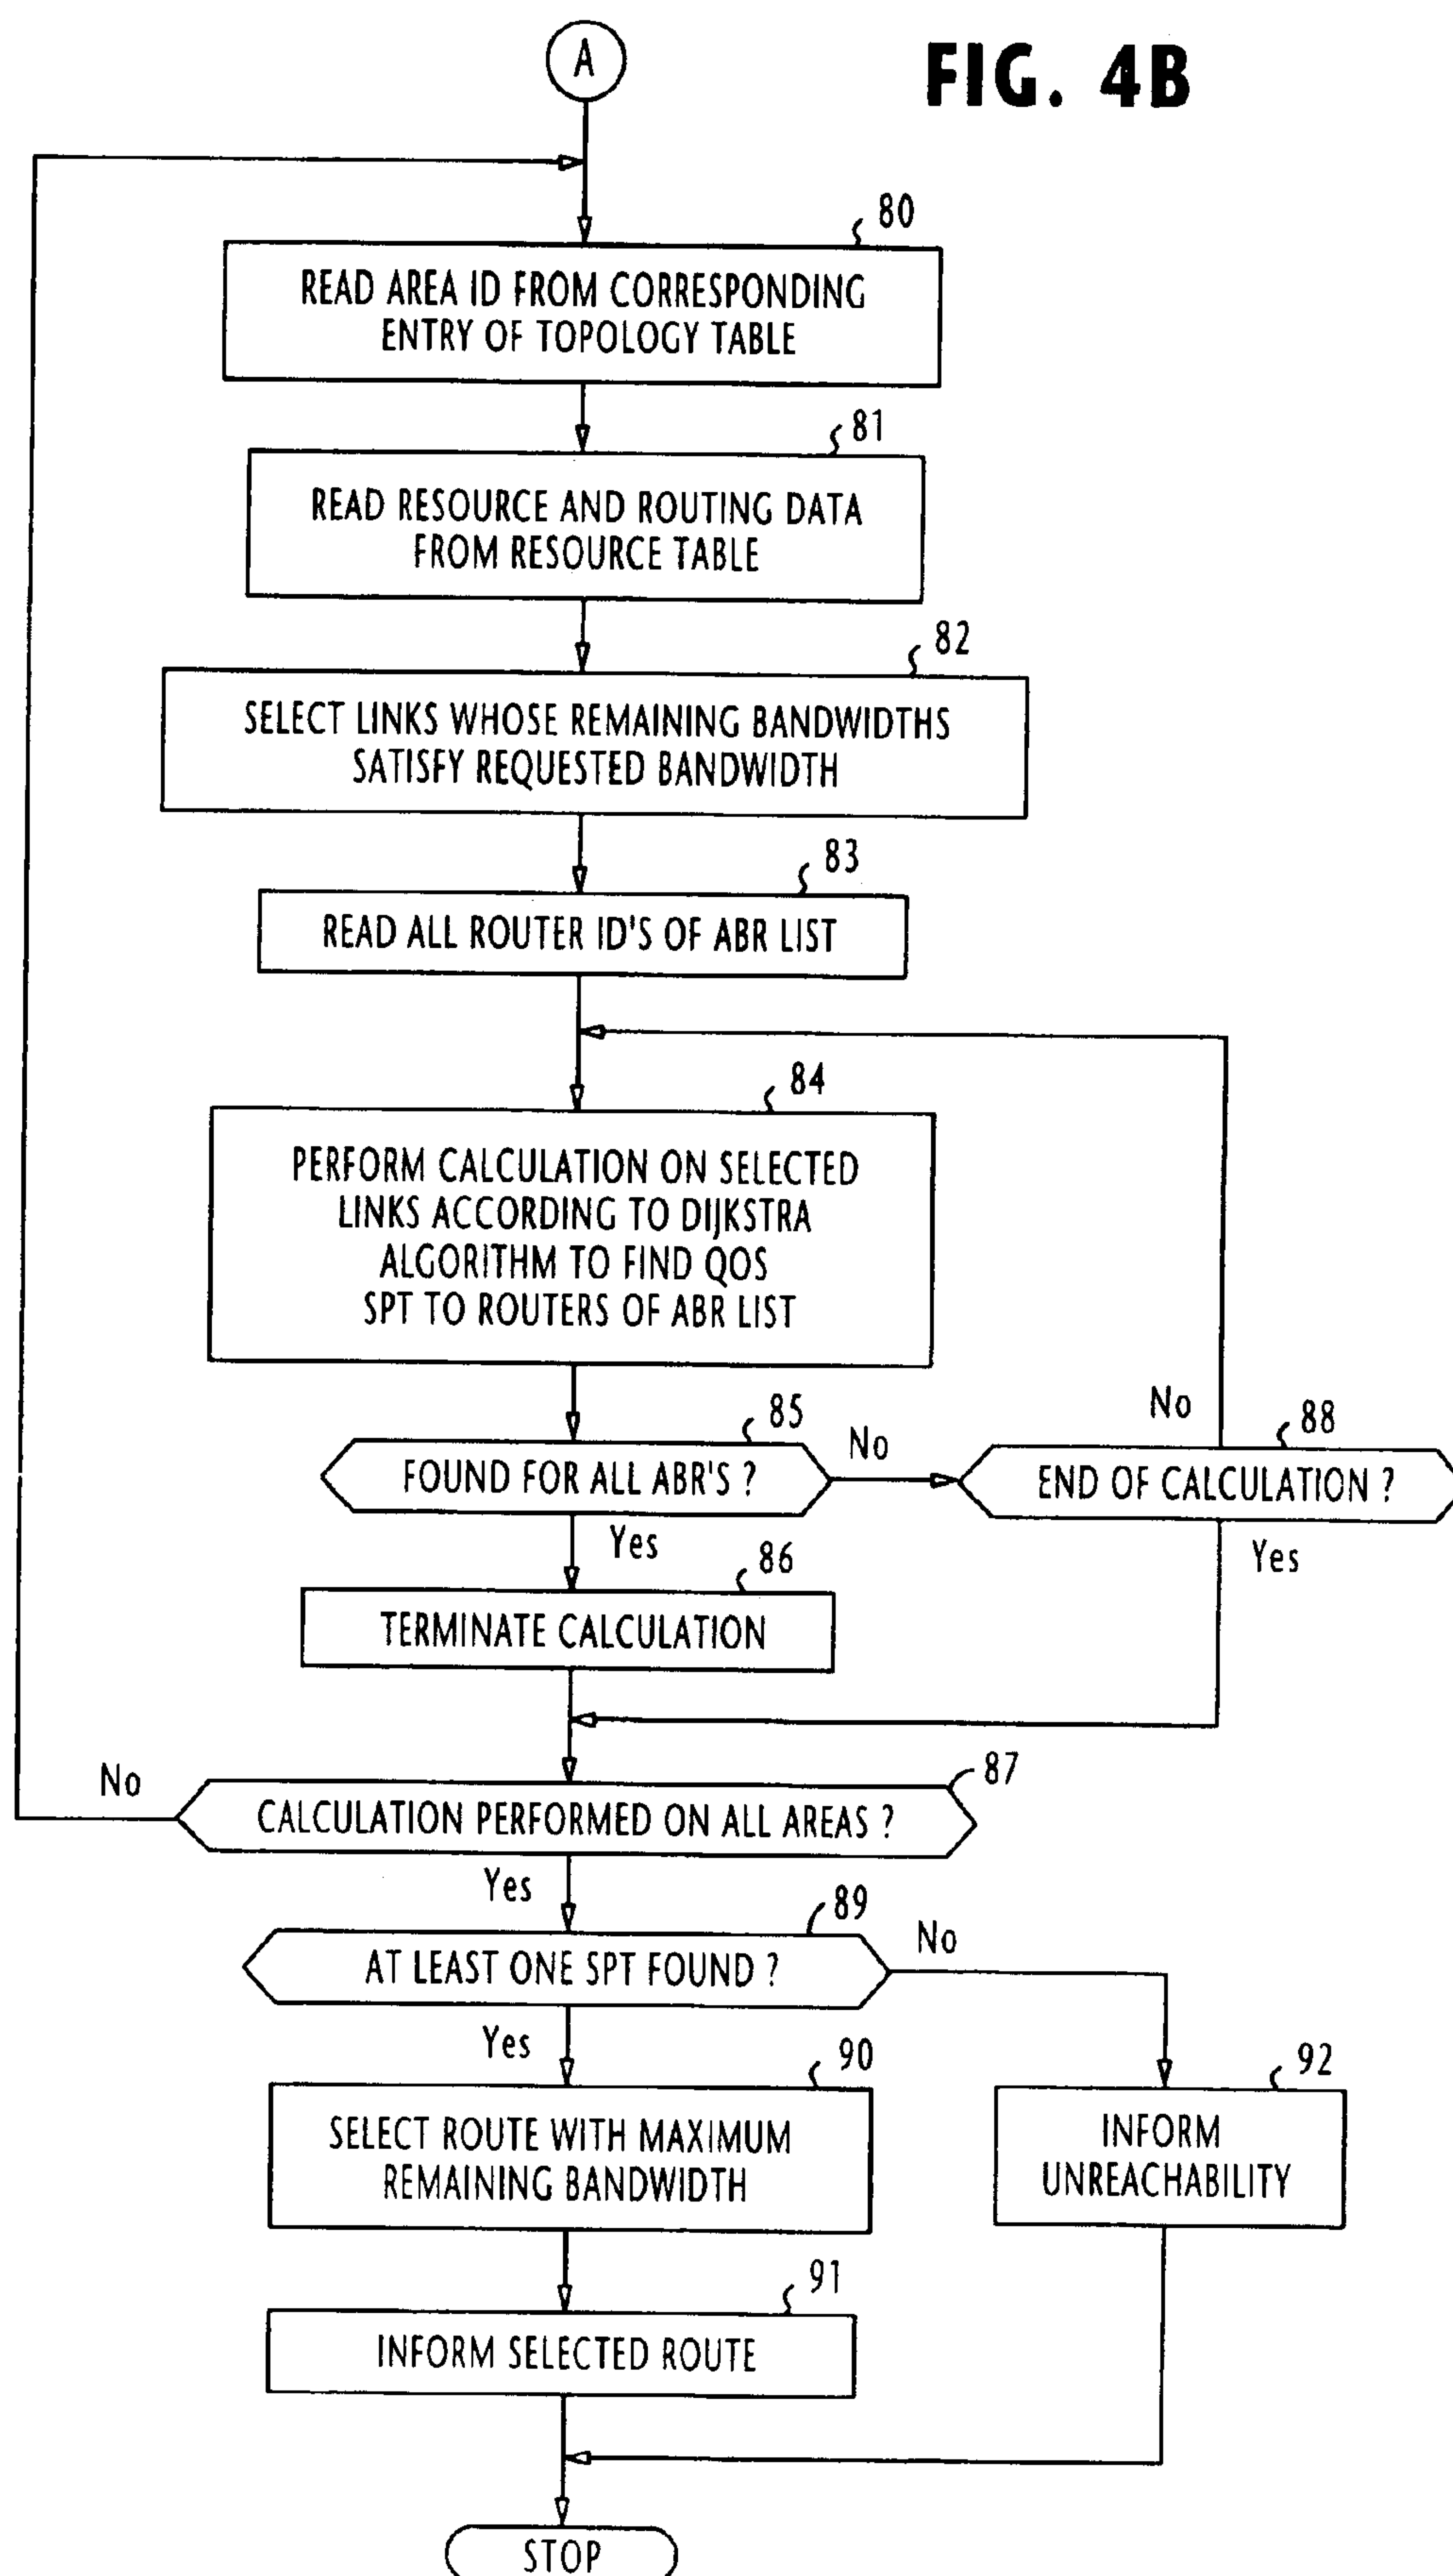 A
FIG. 4B
80
READ AREA ID FROM CORRESPONDING
ENTRY OF TOPOLOGY TABLE
81
READ RESOURCE AND ROUTING DATA
FROM RESOURCE TABLE
82
SELECT LINKS WHOSE REMAINING BANDWIDTHS
SATISFY REQUESTED BANDWIDTH
83
READ ALL ROUTER ID'S OF ABR LIST
84
PERFORM CALCULATION ON SELECTED
LINKS ACCORDING TO DIJKSTRA
ALGORITHM TO FIND QOS
SPT TO ROUTERS OF ABR LIST
85
FOUND FOR ALL ABR'S ?
No
No
88
END OF CALCULATION ?
Yes
Yes
86
TERMINATE CALCULATION
No
87
CALCULATION PERFORMED ON ALL AREAS ?
Yes
89
AT LEAST ONE SPT FOUND ?
No
Yes
90
SELECT ROUTE WITH MAXIMUM
REMAINING BANDWIDTH
92
INFORM
UNREACHABILITY
91
INFORM SELECTED ROUTE
STOP